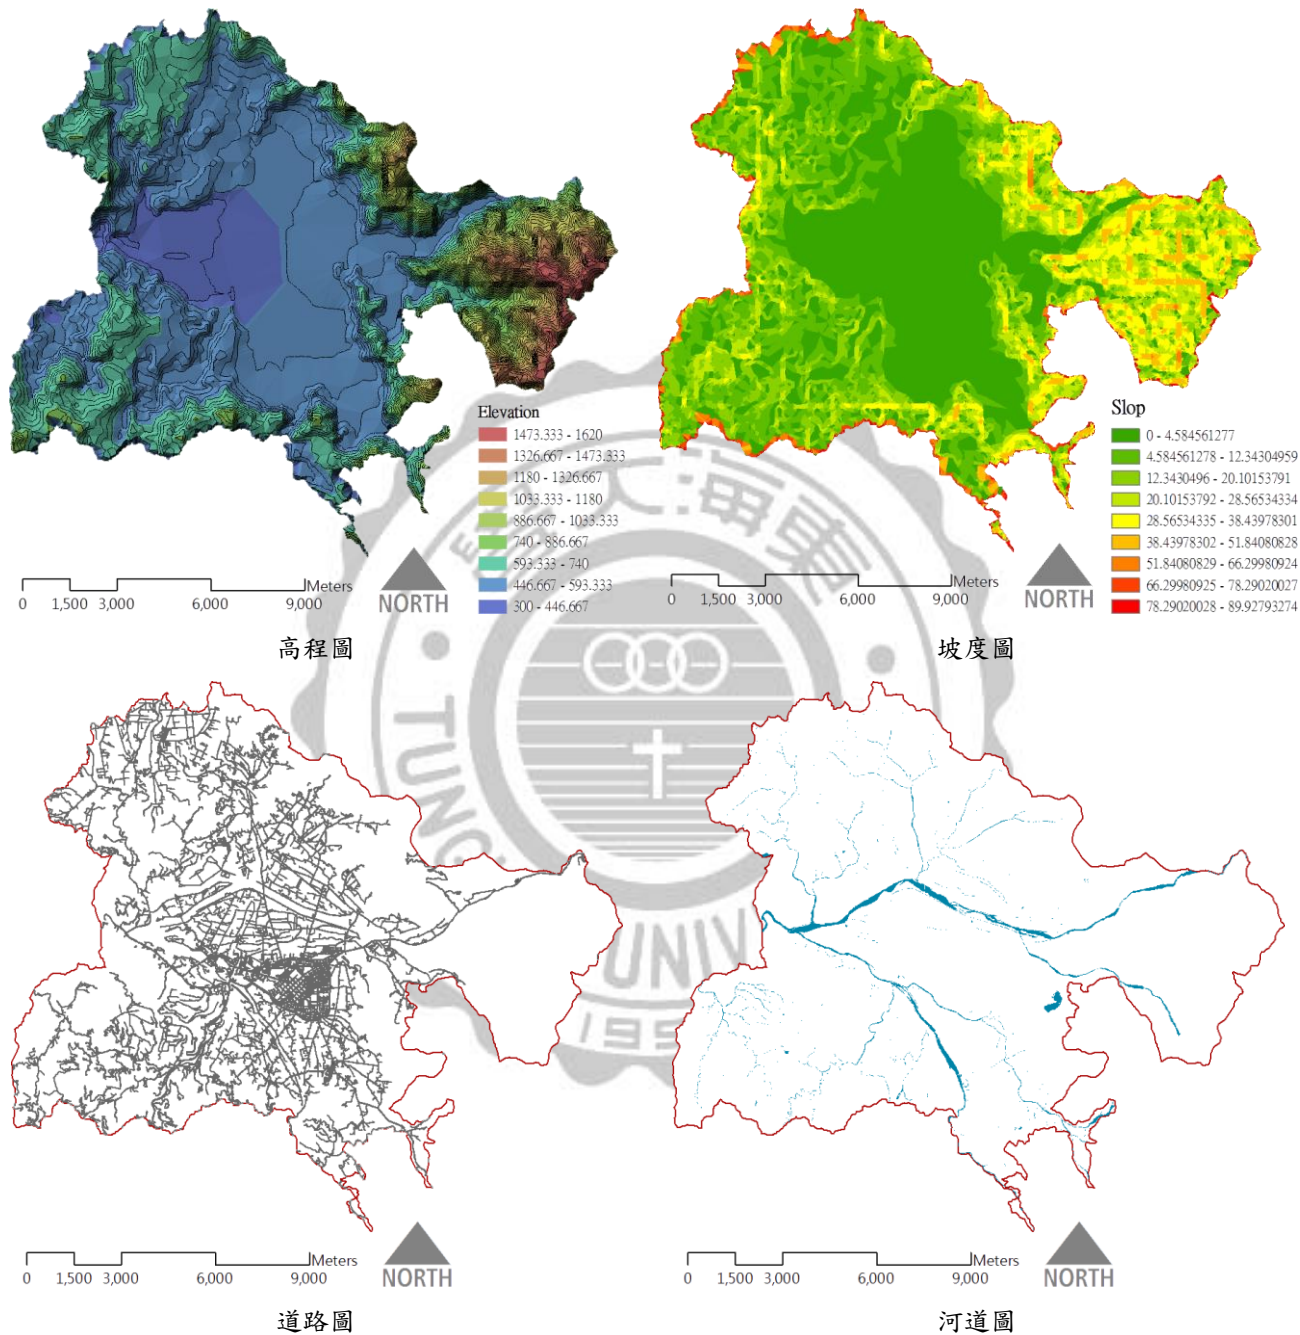 Elevation
1473.333 - 1620
1326.667 - 1473.333
1180 - 1326.667
1033.333 - 1180
886.667 - 1033.333
740 - 886.667
593.333 - 740
446.667 - 593.333
300 - 446.667
Meters
0 1,500 3,000 6,000 9,000
NORTH
高程圖
Slop
0 - 4.584561277
4.584561278 - 12.34304959
12.3430496 - 20.10153791
20.10153792 - 28.56534334
28.56534335 - 38.43978301
38.43978302 - 51.84080828
51.84080829 - 66.29980924
66.29980925 - 78.29020027
78.29020028 - 89.92793274
Meters
0 1,500 3,000 6,000 9,000
NORTH
坡度圖
大海東
TUNG
UNIV
195
Meters
0 1,500 3,000 6,000 9,000
NORTH
道路圖
Meters
0 1,500 3,000 6,000 9,000
NORTH
河道圖